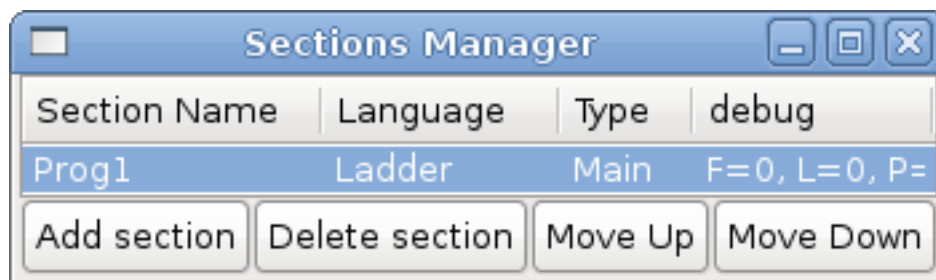 Sections Manager
Section Name Language Type debug
Prog1 Ladder Main F=0, L=0, P=
Add section Delete section Move Up Move Down